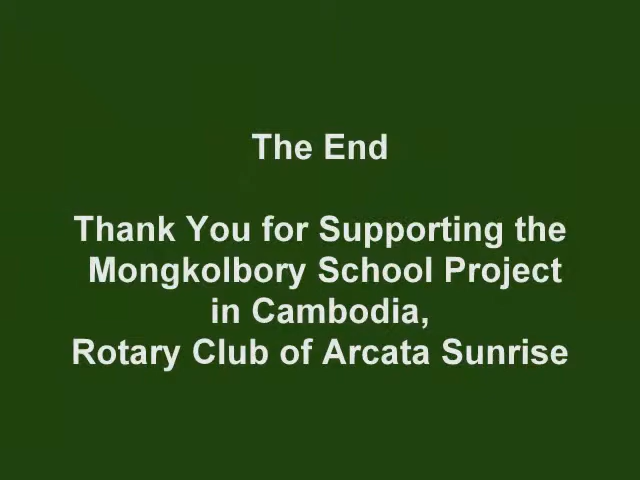 The End
Thank You for Supporting the
Mongkolbory School Project
in Cambodia,
Rotary Club of Arcata Sunrise